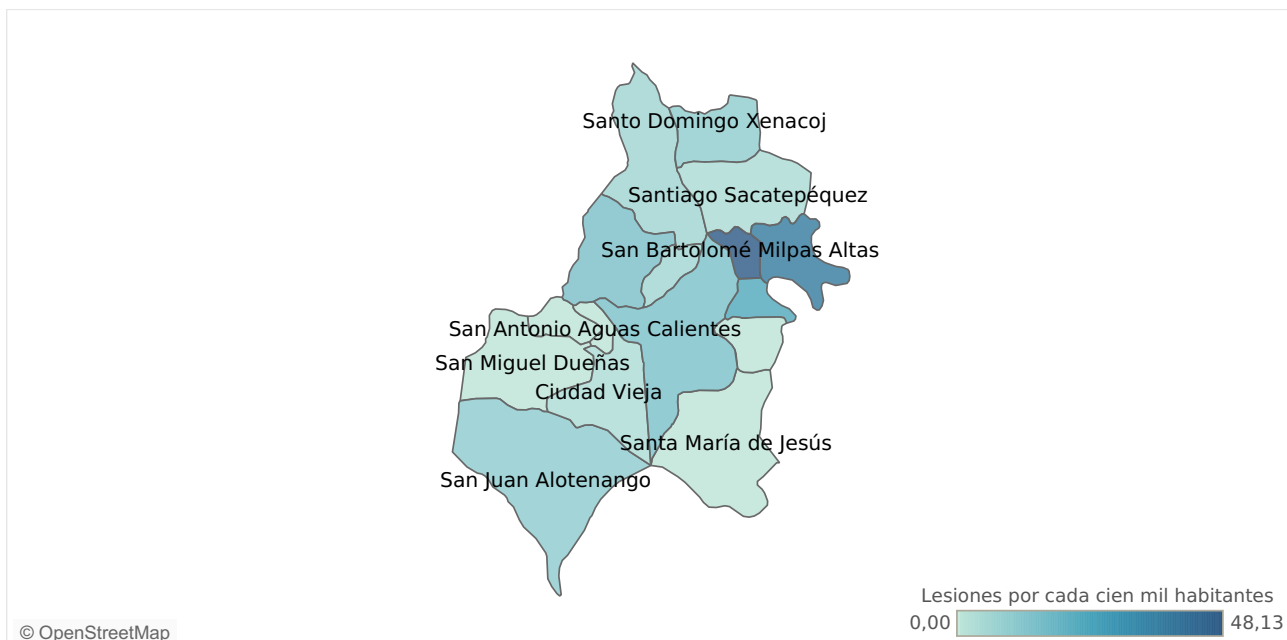 Santo Domingo Xenacoj
Santiago Sacatepéquez
San Bartolomé Milpas Altas
San Antonio Aguas Calientes
San Miguel Dueñas
Ciudad Vieja
Santa María de Jesús
San Juan Alotenango
Lesiones por cada cien mil habitantes
0,00 48,13
© OpenStreetMap